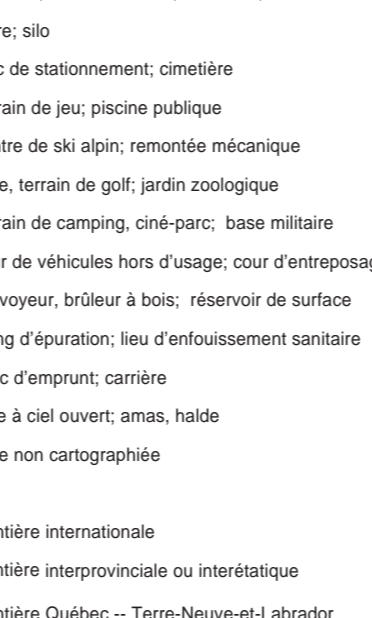 re; silo
c de stationnement; cimetière
rain de jeu; piscine publique
ntre de ski alpin; remontée mécanique
e, terrain de golf; jardin zoologique
rain de camping, ciné-parc; base militaire
r de véhicules hors d'usage; cour d'entreposag
voyeur, brûleur à bois; réservoir de surface
ng d'épuration; lieu d'enfouissement sanitaire
c d'emprunt; carrière
e à ciel ouvert; amas, halde
e non cartographiée
ntière internationale
ntière interprovinciale ou interétatique
ntière Québec -- Terre-Neuve-et-Labrador